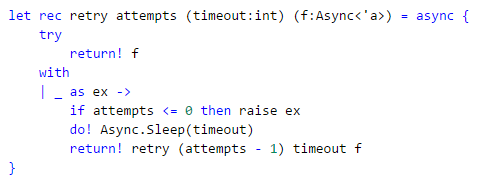 let rec retry attempts (timeout:int) (f:Async<'a>) = async {
    try
        return! f
    with
    | _ as ex ->
        if attempts <= 0 then raise ex
        do! Async.Sleep(timeout)
        return! retry (attempts - 1) timeout f
}